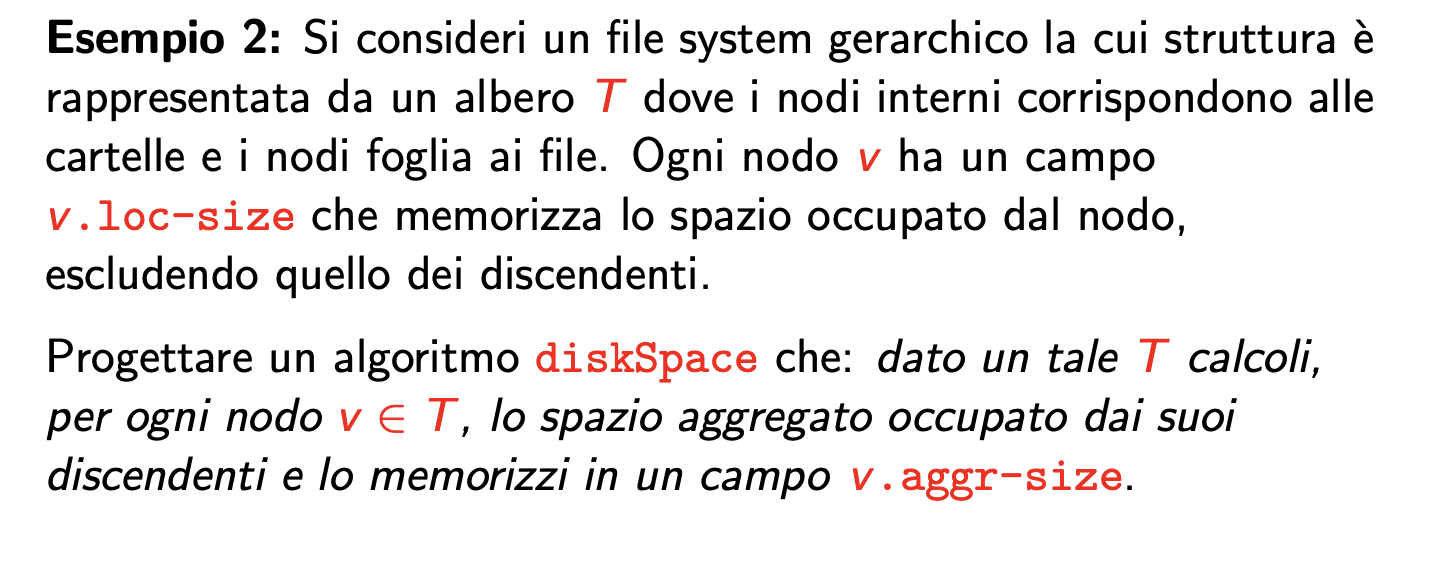 Esempio 2: Si consideri un file system gerarchico la cui struttura è
rappresentata da un albero T dove i nodi interni corrispondono alle
cartelle e i nodi foglia ai file. Ogni nodo v ha un campo
v.loc-size che memorizza lo spazio occupato dal nodo,
escludendo quello dei discendenti.
Progettare un algoritmo diskSpace che: dato un tale T calcoli,
per ogni nodo v ∈ T, lo spazio aggregato occupato dai suoi
discendenti e lo memorizzi in un campo v.aggr-size.